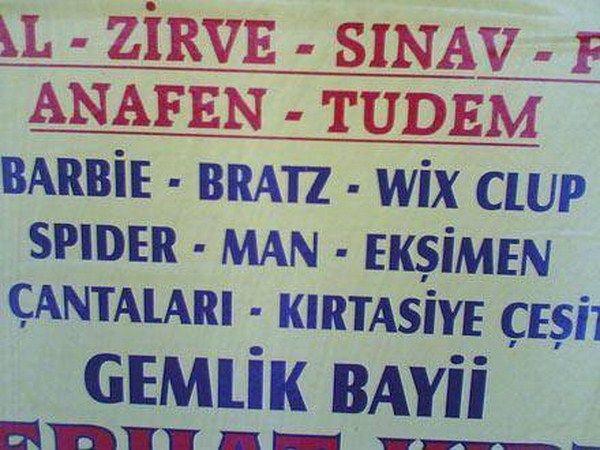 AL - ZİRVE - SINAV - F
ANAFEN - TUDEM
BARBİE - BRATZ - WİX CLUP
SPIDER - MAN - EKŞİMEN
ÇANTALARI - KIRTASİYE ÇEŞİT
GEMLİK BAYİİ